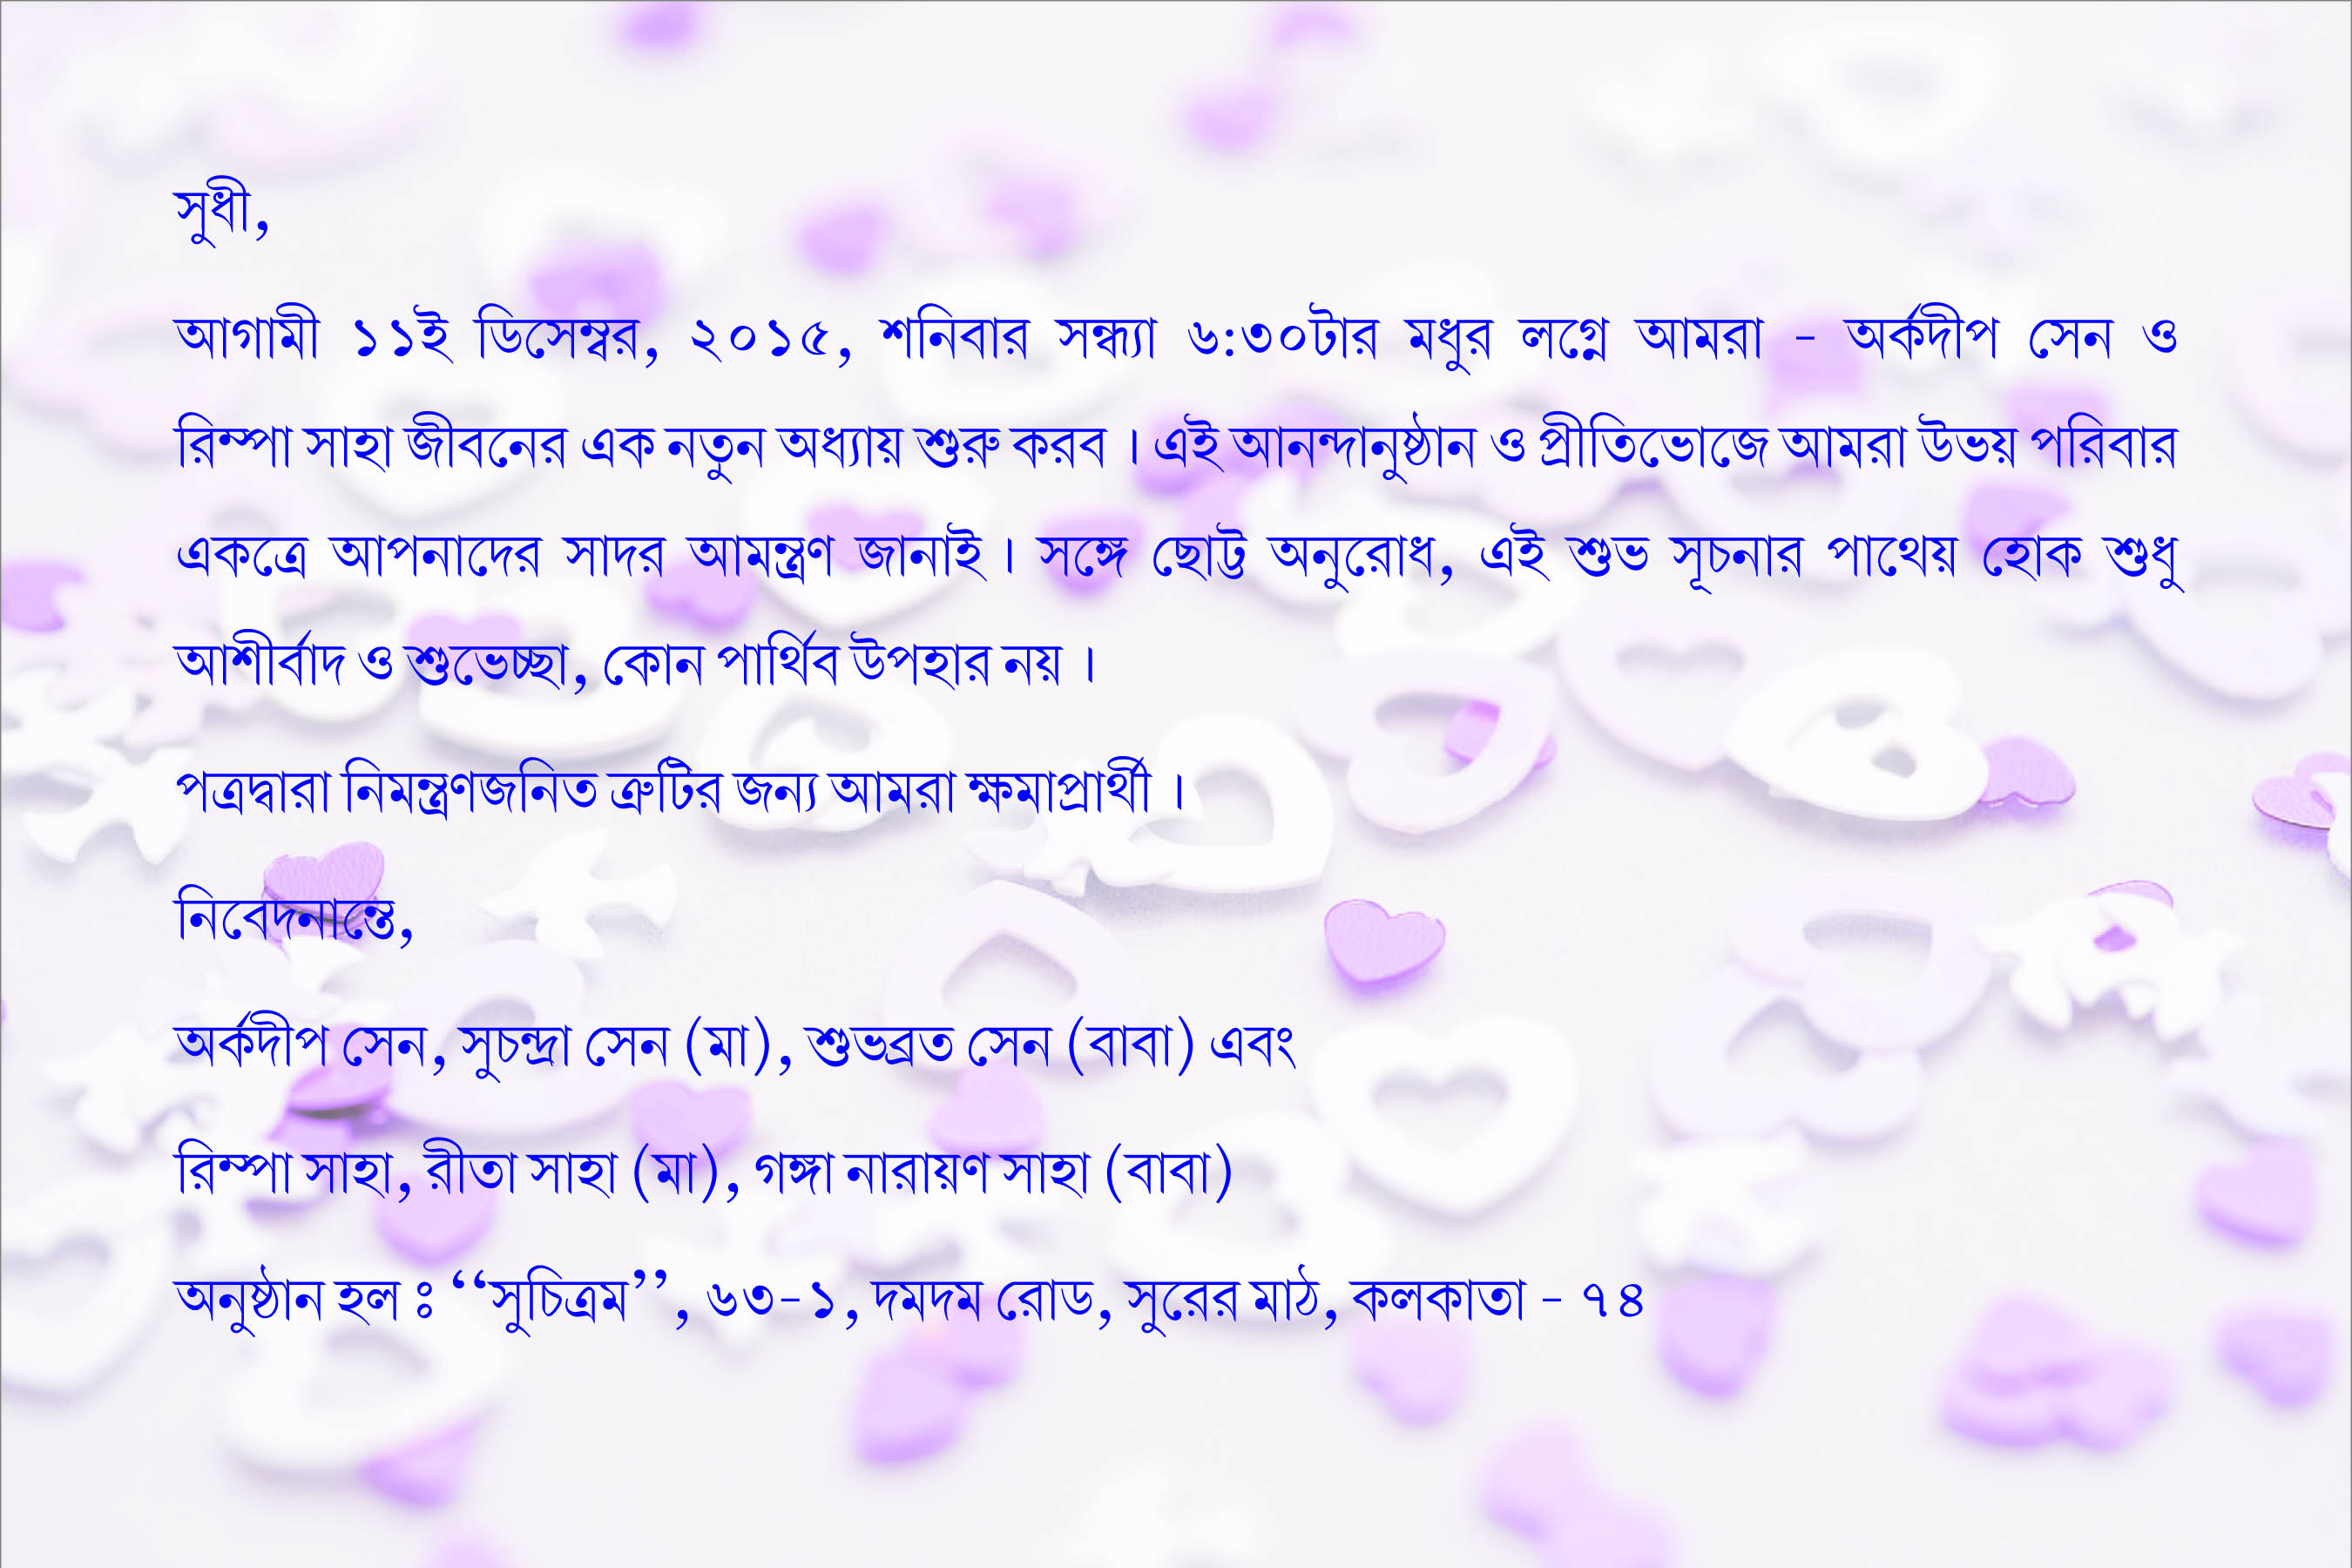 সুধী,
আগামী ১১ই ডিসেম্বর, ২০১৫, শনিবার সন্ধ্যা ৬:৩০টার মধুর লগ্নে আমরা - অর্কদীপ সেন ও
রিম্পা সাহা জীবনের এক নতুন অধ্যায় শুরু করব । এই আনন্দানুষ্ঠান ও প্রীতিভোজে আমরা উভয় পরিবার
একত্রে আপনাদের সাদর আমন্ত্রণ জানাই। সঙ্গে ছোট্ট অনুরোধ, এই শুভ সূচনার পাথেয় হোক শুধু
আশীর্বাদ ও শুভেচ্ছা, কোন পার্থিব উপহার নয় ।
পত্রদ্বারা নিমন্ত্রণজনিত ত্রুটির জন্য আমরা ক্ষমাপ্রার্থী ।
নিবেদনান্তে,
অর্কদীপ সেন, সুচন্দ্রা সেন (মা), শুভব্রত সেন (বাবা) এবং
রিম্পা সাহা, রীতা সাহা (মা), গঙ্গা নারায়ণ সাহা (বাবা)
অনুষ্ঠান হল ঃ ‘‘সুচিত্রম’’, ৬৩-১, দমদম রোড, সুরের মাঠ, কলকাতা - ৭৪